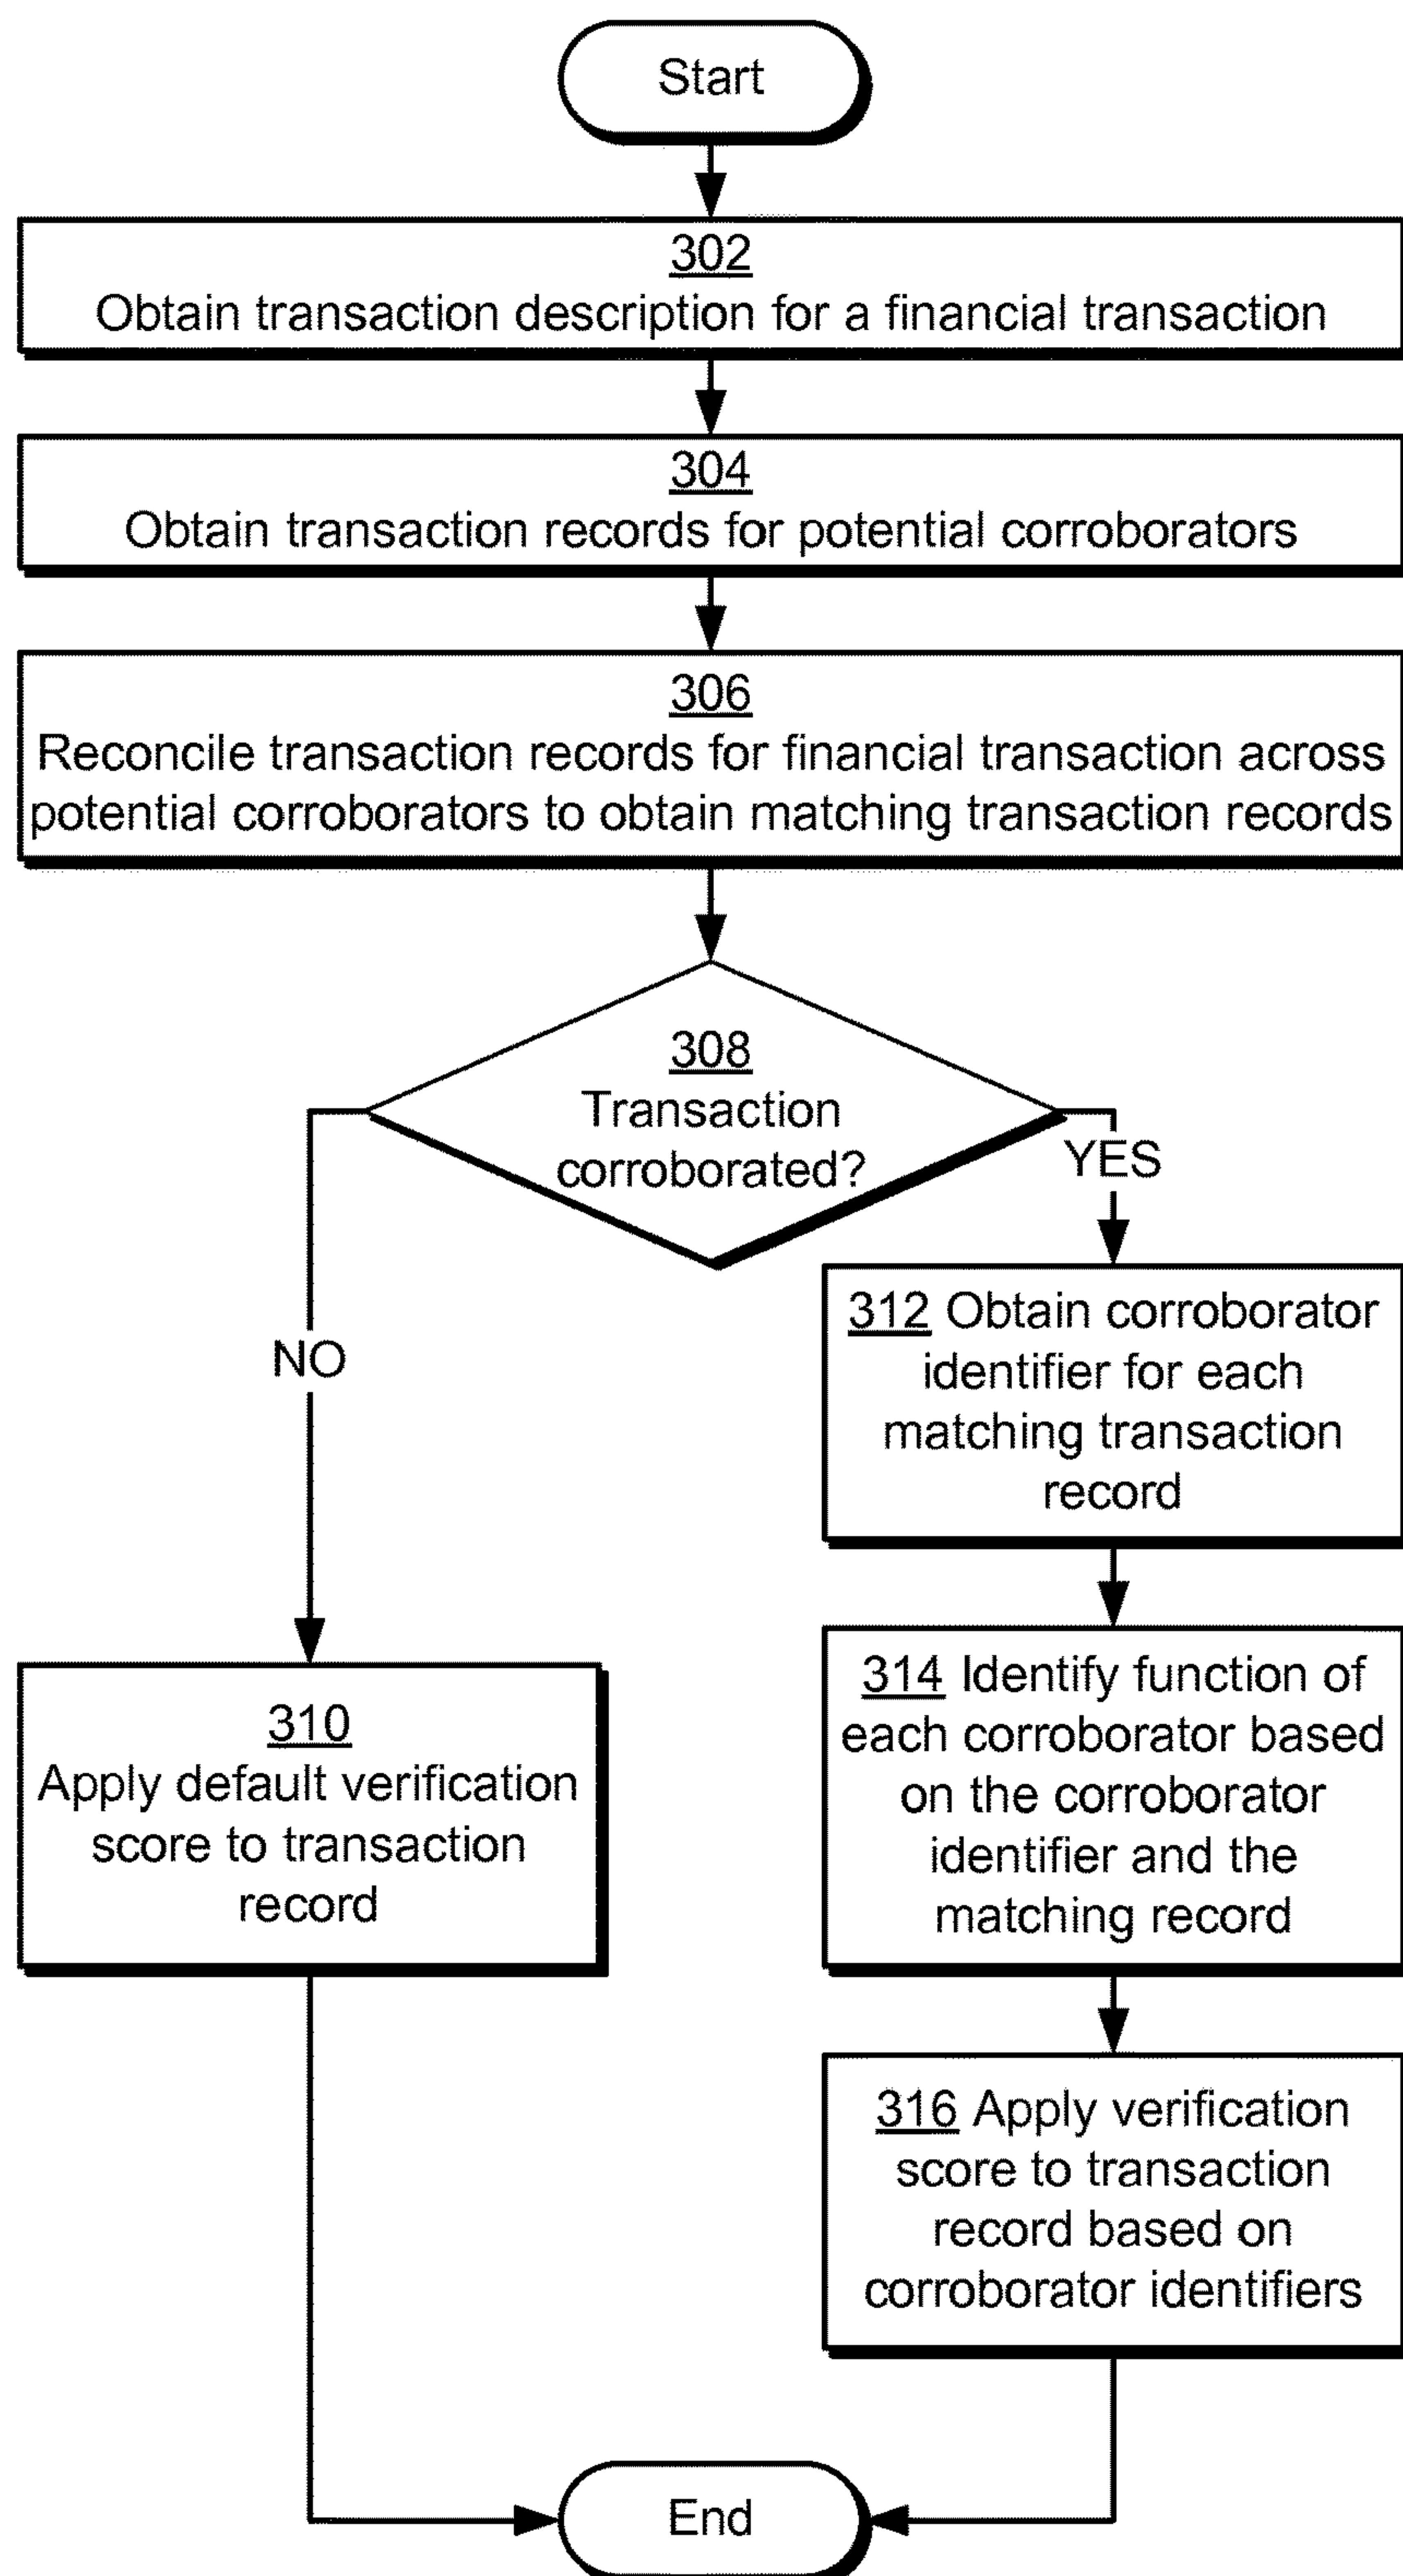 Start
302
Obtain transaction description for a financial transaction
304
Obtain transaction records for potential corroborators
306
Reconcile transaction records for financial transaction across
potential corroborators to obtain matching transaction records
308
Transaction
corroborated?
YES
NO
312 Obtain corroborator
identifier for each
matching transaction
record
314 Identify function of
each corroborator based
on the corroborator
identifier and the
matching record
310
Apply default verification
score to transaction
record
316 Apply verification
score to transaction
record based on
corroborator identifiers
End